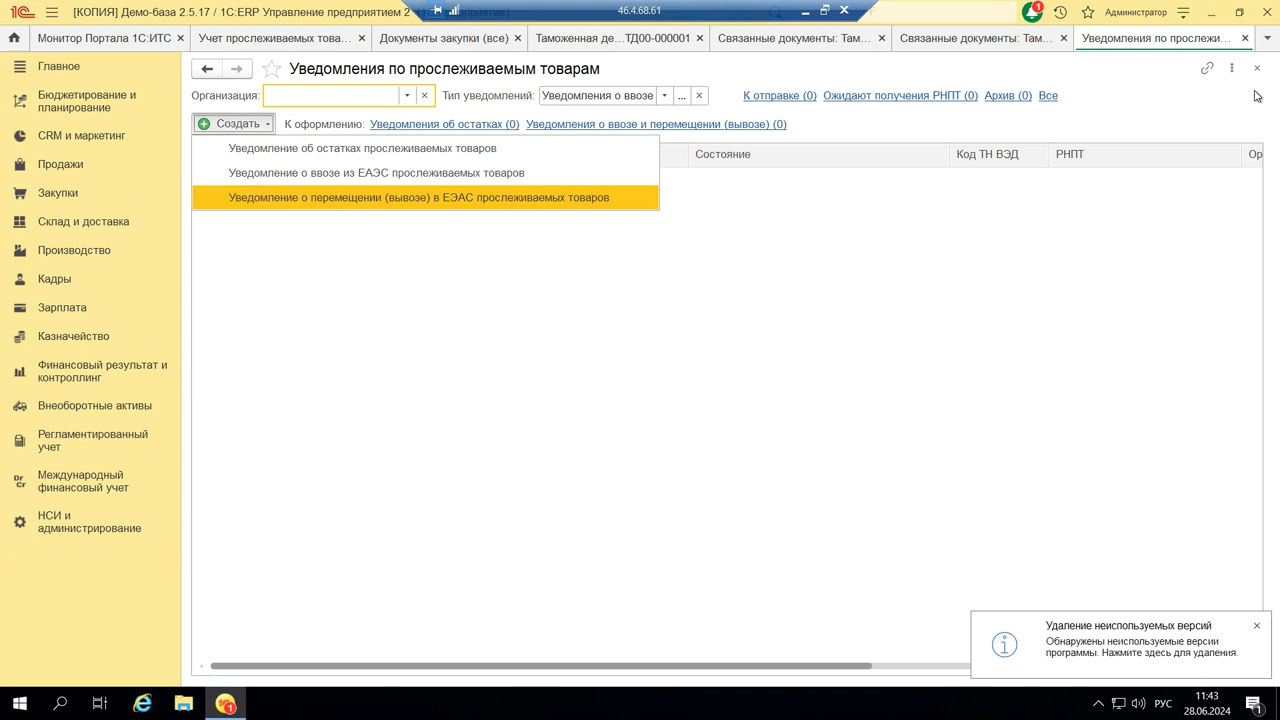 [КОПИЯ] Демо-база 2.5.17 / 1С:ERP Управление предприятием 2
46.4.68.61
Администратор
Монитор Портала 1С:ИТС
Учет прослеживаемых това...
Документы закупки (все)
Таможенная де...ТД00-000001
Связанные документы: Там...
Связанные документы: Там...
Уведомления по прослежи...
Главное
Бюджетирование и
планирование
CRM и маркетинг
Продажи
Закупки
Склад и доставка
Производство
Кадры
Зарплата
Казначейство
Финансовый результат и
контроллинг
Внеоборотные активы
Регламентированный
учет
Международный
финансовый учет
НСИ и
администрирование
Уведомления по прослеживаемым товарам
Организация:
Тип уведомлений: Уведомления о ввозе ...
К отправке (0) Ожидают получения РНПТ (0) Архив (0) Все
Создать
К оформлению: Уведомления об остатках (0) Уведомления о ввозе и перемещении (вывозе) (0)
Уведомление об остатках прослеживаемых товаров
Уведомление о ввозе из ЕАЭС прослеживаемых товаров
Уведомление о перемещении (вывозе) в ЕЭАС прослеживаемых товаров
Состояние
Код ТН ВЭД
РНПТ
Ор
Удаление неиспользуемых версий
Обнаружены неиспользуемые версии
программы. Нажмите здесь для удаления.
РУС
11:43
28.06.2024